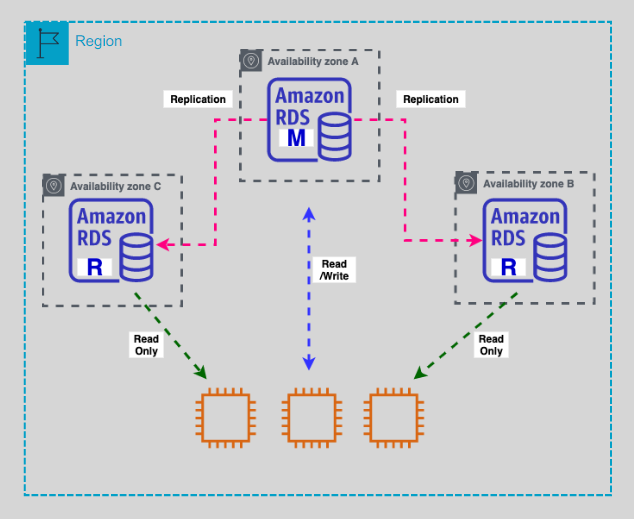 Region
Availability zone A
Amazon
RDS
M
Replication
Replication
Availability zone C
Amazon
RDS
R
Availability zone B
Amazon
RDS
R
Read
/Write
Read
Only
Read
Only